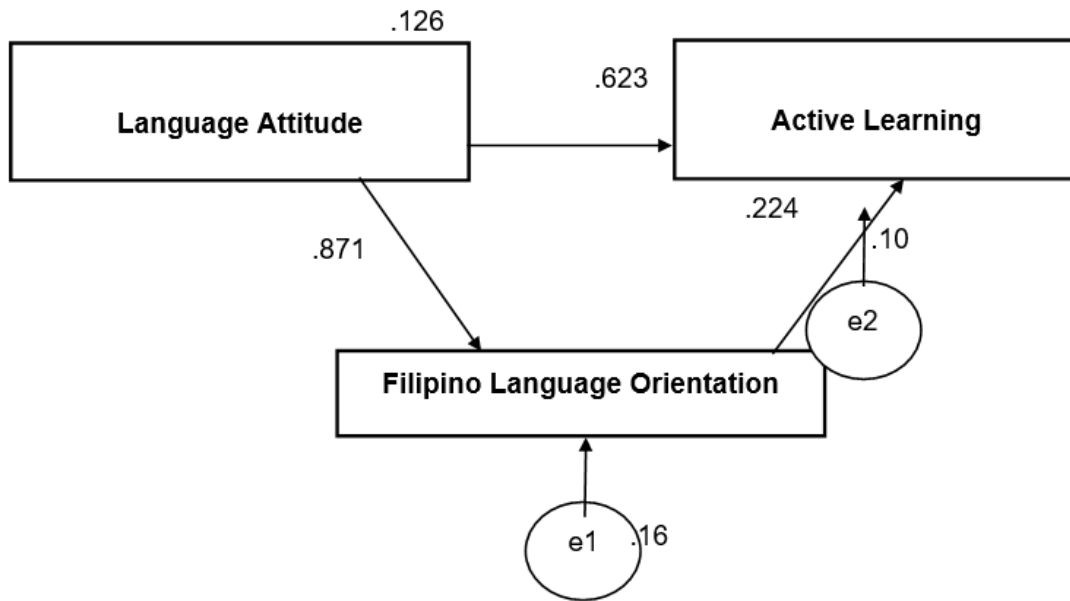 .126
.623
Language Attitude
Active Learning
.224
.10
.871
e2
Filipino Language Orientation
e1
.16